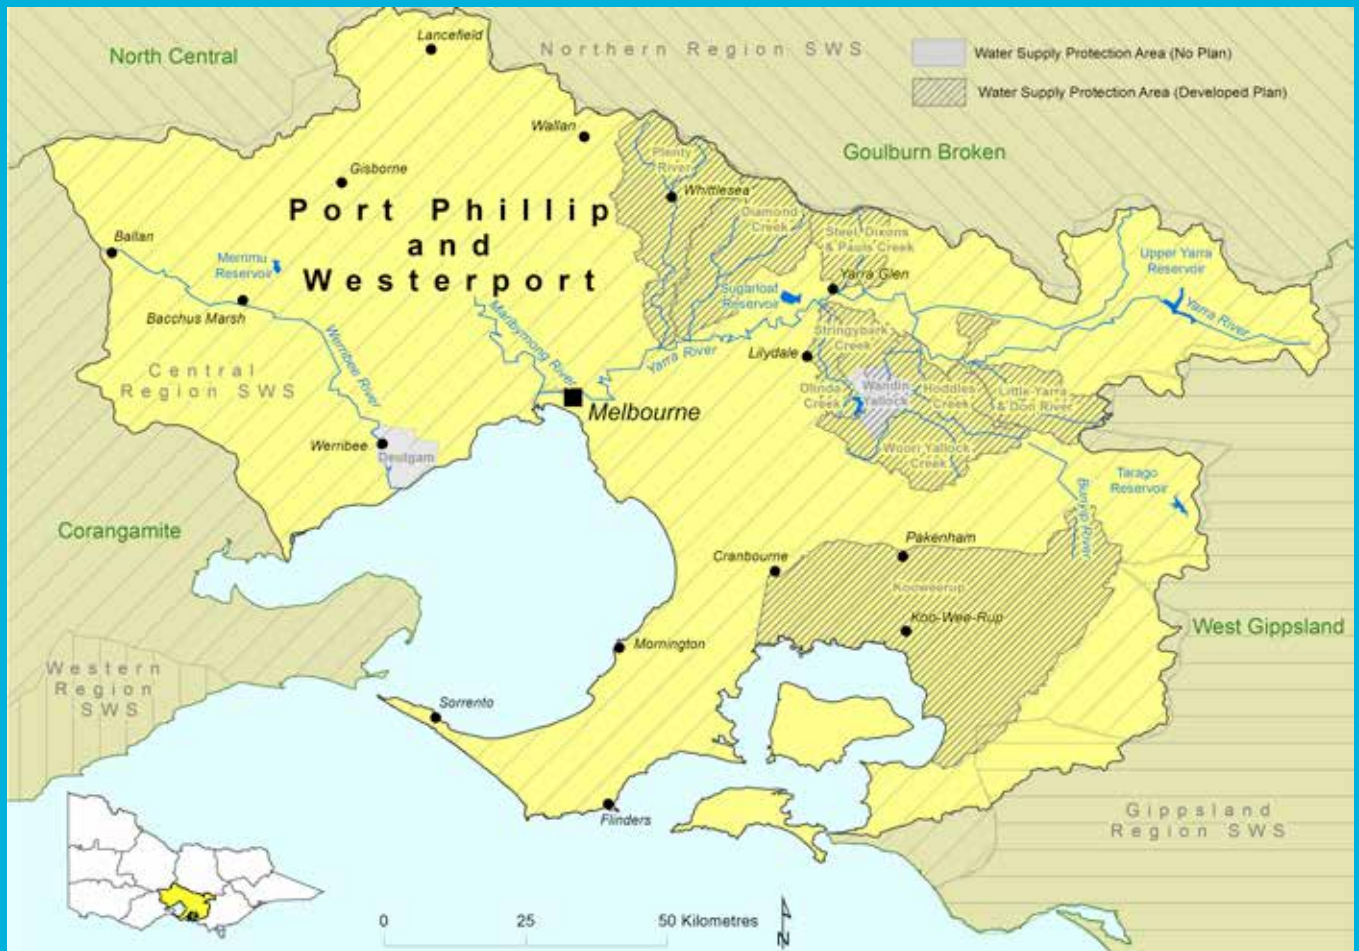 Lancefield
North Central
Northern Region SWS
Water Supply Protection Area (No Plan)
Water Supply Protection Area (Developed Plan)
Wallan
Goulburn Broken
Plenty
River
Gisborne
Whittlesea
Port Phillip
and
Westerport
Diamond
Creek
Steel, Dixons
& Pauls Creek
Ballan
Merrimu
Reservoir
Upper Yarra
Reservoir
Yarra Glen
Sugarloaf
Reservoir
Bacchus Marsh
Maribyrnong River
Yarra River
Stringybark
Creek
Werribee River
Yarra River
Lilydale
Central
Region SWS
Olinda
Creek
Wandin
Yallock
Hoddles
Creek
Little Yarra
& Don River
Melbourne
Werribee
Deutgam
Woori Yallock
Creek
Tarago
Reservoir
Bunyip River
Corangamite
Cranbourne
Pakenham
Kooweerup
Koo-Wee-Rup
West Gippsland
Mornington
Western
Region
SWS
Sorrento
Flinders
Gippsland
Region SWS
0 25 50 Kilometres
N